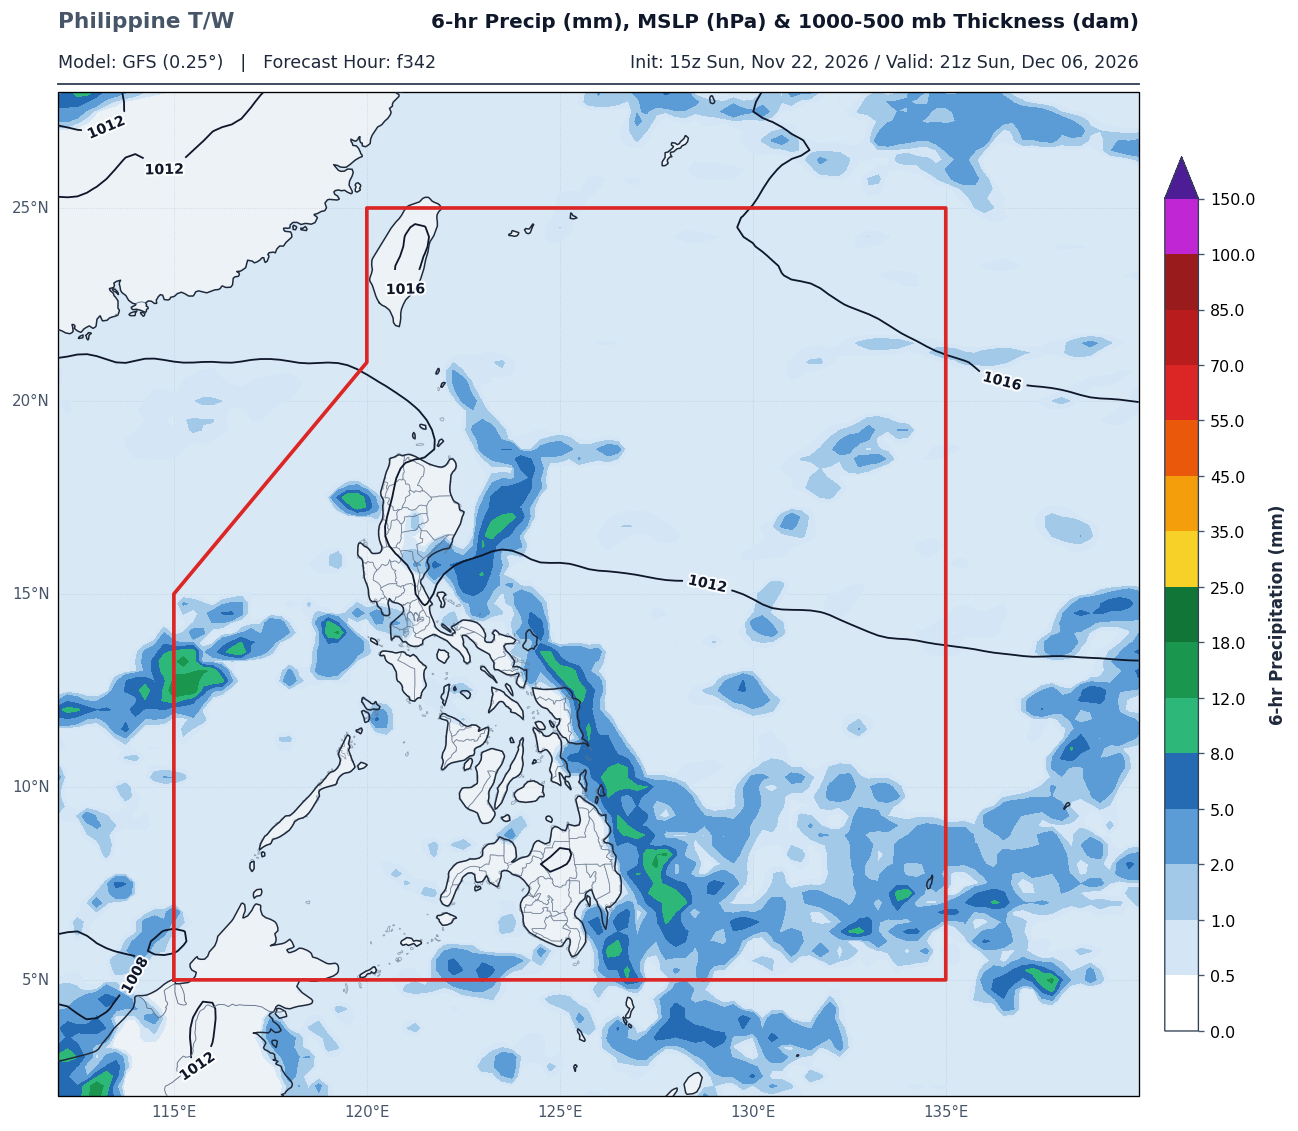 Philippine T/W
6-hr Precip (mm), MSLP (hPa) & 1000-500 mb Thickness (dam)
Model: GFS (0.25°) | Forecast Hour: f342
Init: 15z Sun, Nov 22, 2026 / Valid: 21z Sun, Dec 06, 2026
1012
1012
25°N
1016
1016
20°N
1012
15°N
10°N
1008
5°N
1012
115°E
120°E
125°E
130°E
135°E
150.0
100.0
85.0
70.0
55.0
45.0
35.0
25.0
18.0
12.0
8.0
5.0
2.0
1.0
0.5
0.0
6-hr Precipitation (mm)